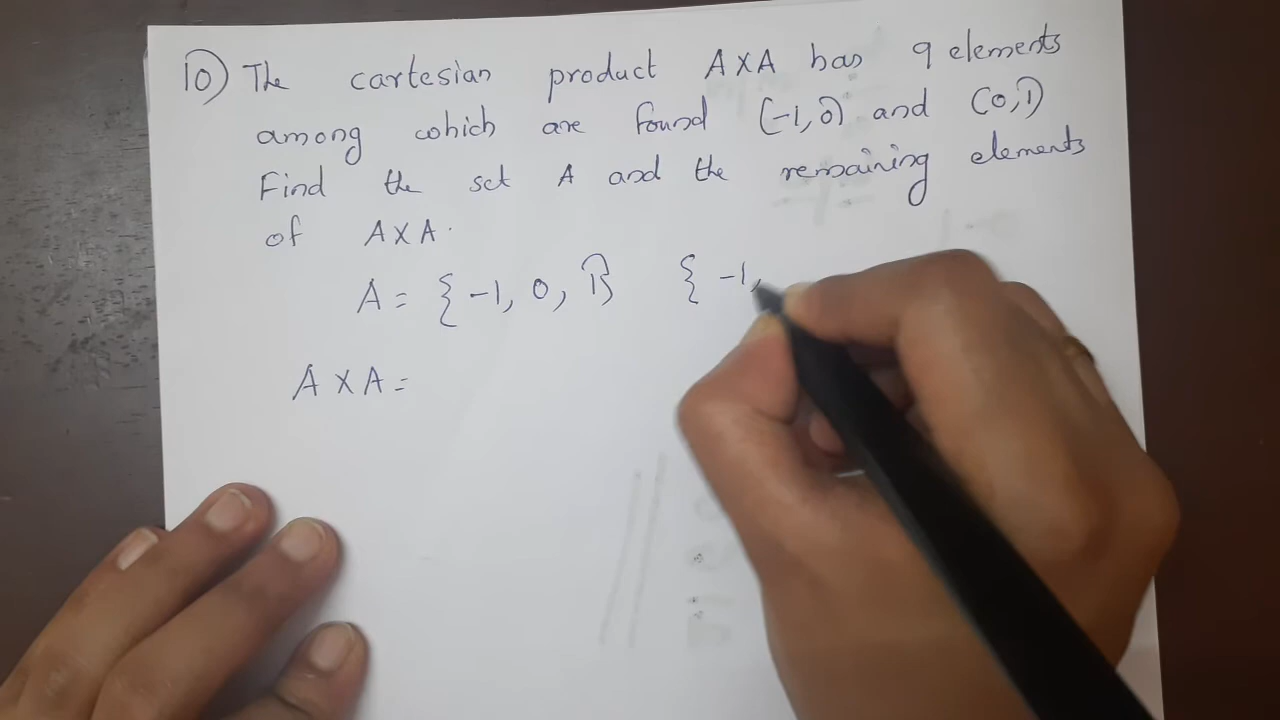 10) The cartesian product A X A has 9 elements
among which are found (-1,0) and (0,1)
Find the set A and the remaining elements
of A X A.
A = { -1, 0, 1} { -1,
A X A =